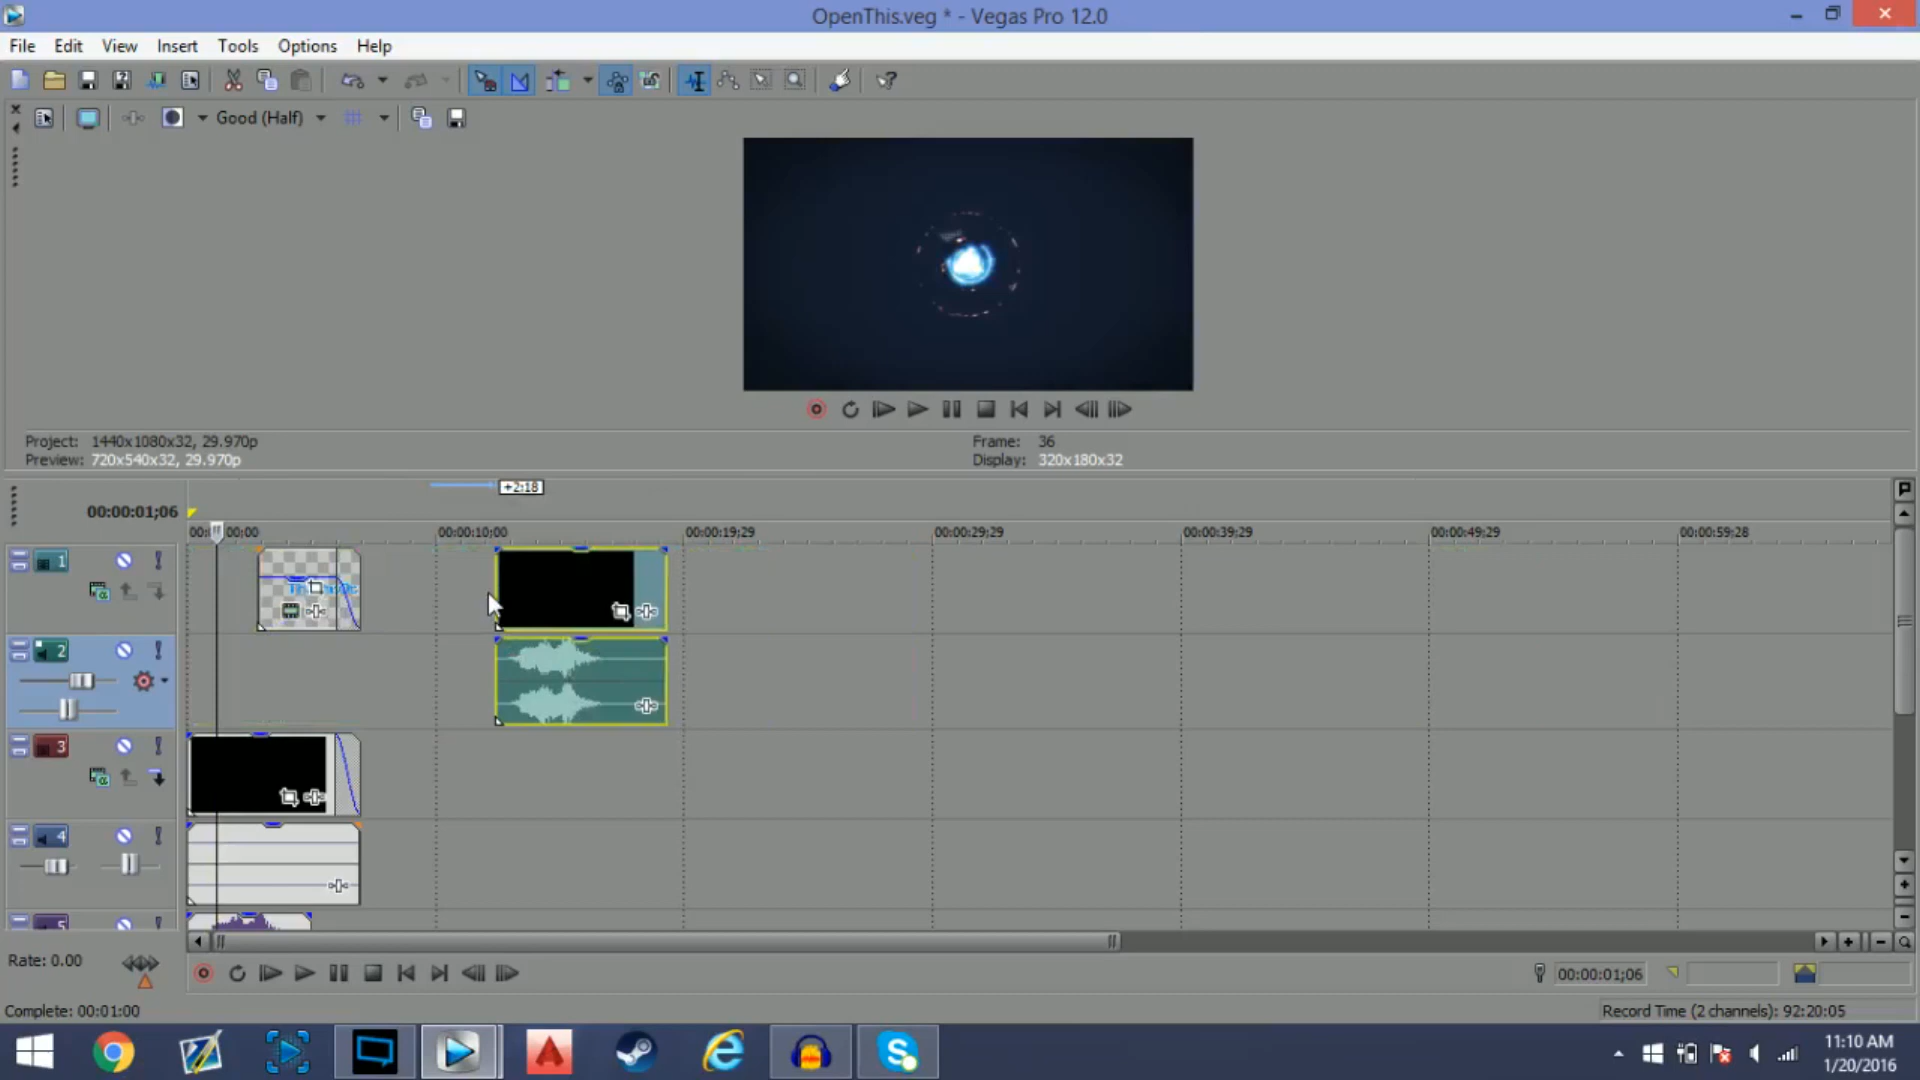 OpenThis.veg * - Vegas Pro 12.0
File Edit View Insert Tools Options Help
Good (Half)
Project: 1440x1080x32, 29.970p
Preview: 720x540x32, 29.970p
Frame: 36
Display: 320x180x32
+2:18
00:00:01;06
00:00:10;00
00:00:19;29
00:00:29;29
00:00:39;29
00:00:49;29
00:00:59;28
1
2
3
4
5
Rate: 0.00
00:00:01;06
Complete: 00:01:00
Record Time (2 channels): 92:20:05
11:10 AM
1/20/2016